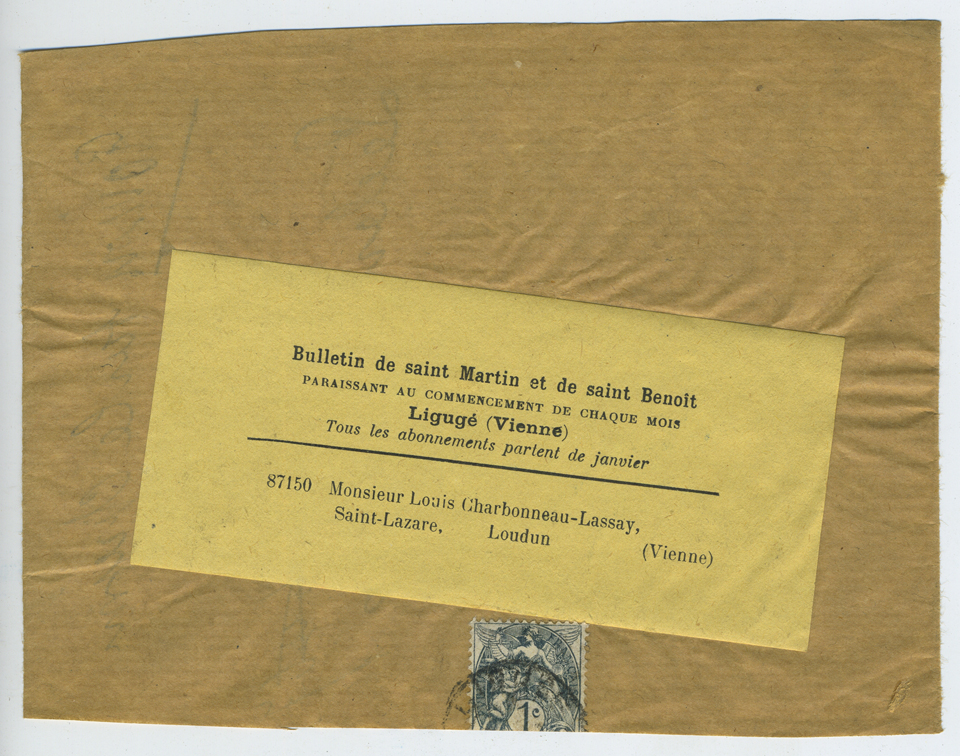 Bulletin de saint Martin et de saint Benoît
PARAISSANT AU COMMENCEMENT DE CHAQUE MOIS
Ligugé (Vienne)
Tous les abonnements partent de janvier
87150 Monsieur Louis Charbonneau-Lassay,
Saint-Lazare, Loudun (Vienne)
1c